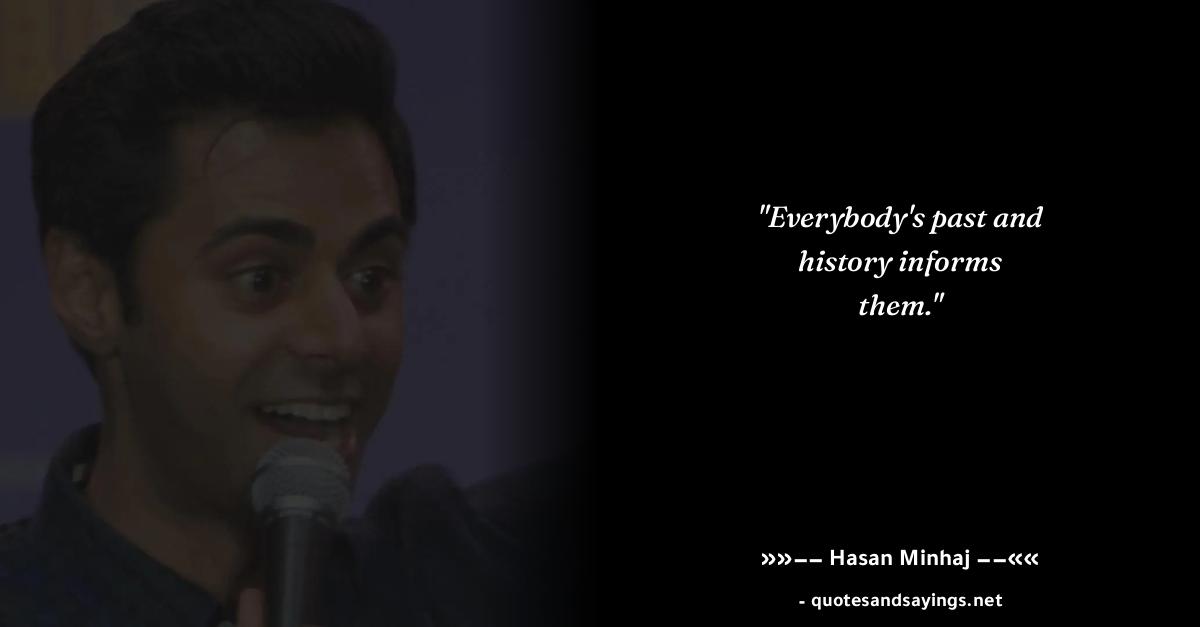 "Everybody's past and
history informs
them."
»»−− Hasan Minhaj −−««
- quotesandsayings.net